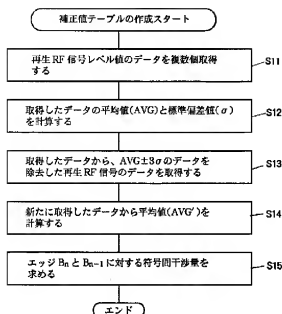 補正値テーブルの作成スタート
再生RF信号レベル値のデータを複数個取得
する
S11
取得したデータの平均値(AVG)と標準偏差値(σ)
を計算する
S12
取得したデータから、AVG±3σのデータを
除去した再生RF信号のデータを取得する
S13
新たに取得したデータから平均値(AVG')を
計算する
S14
エッジBnとBn-1に対する符号間干渉量を
求める
S15
エンド